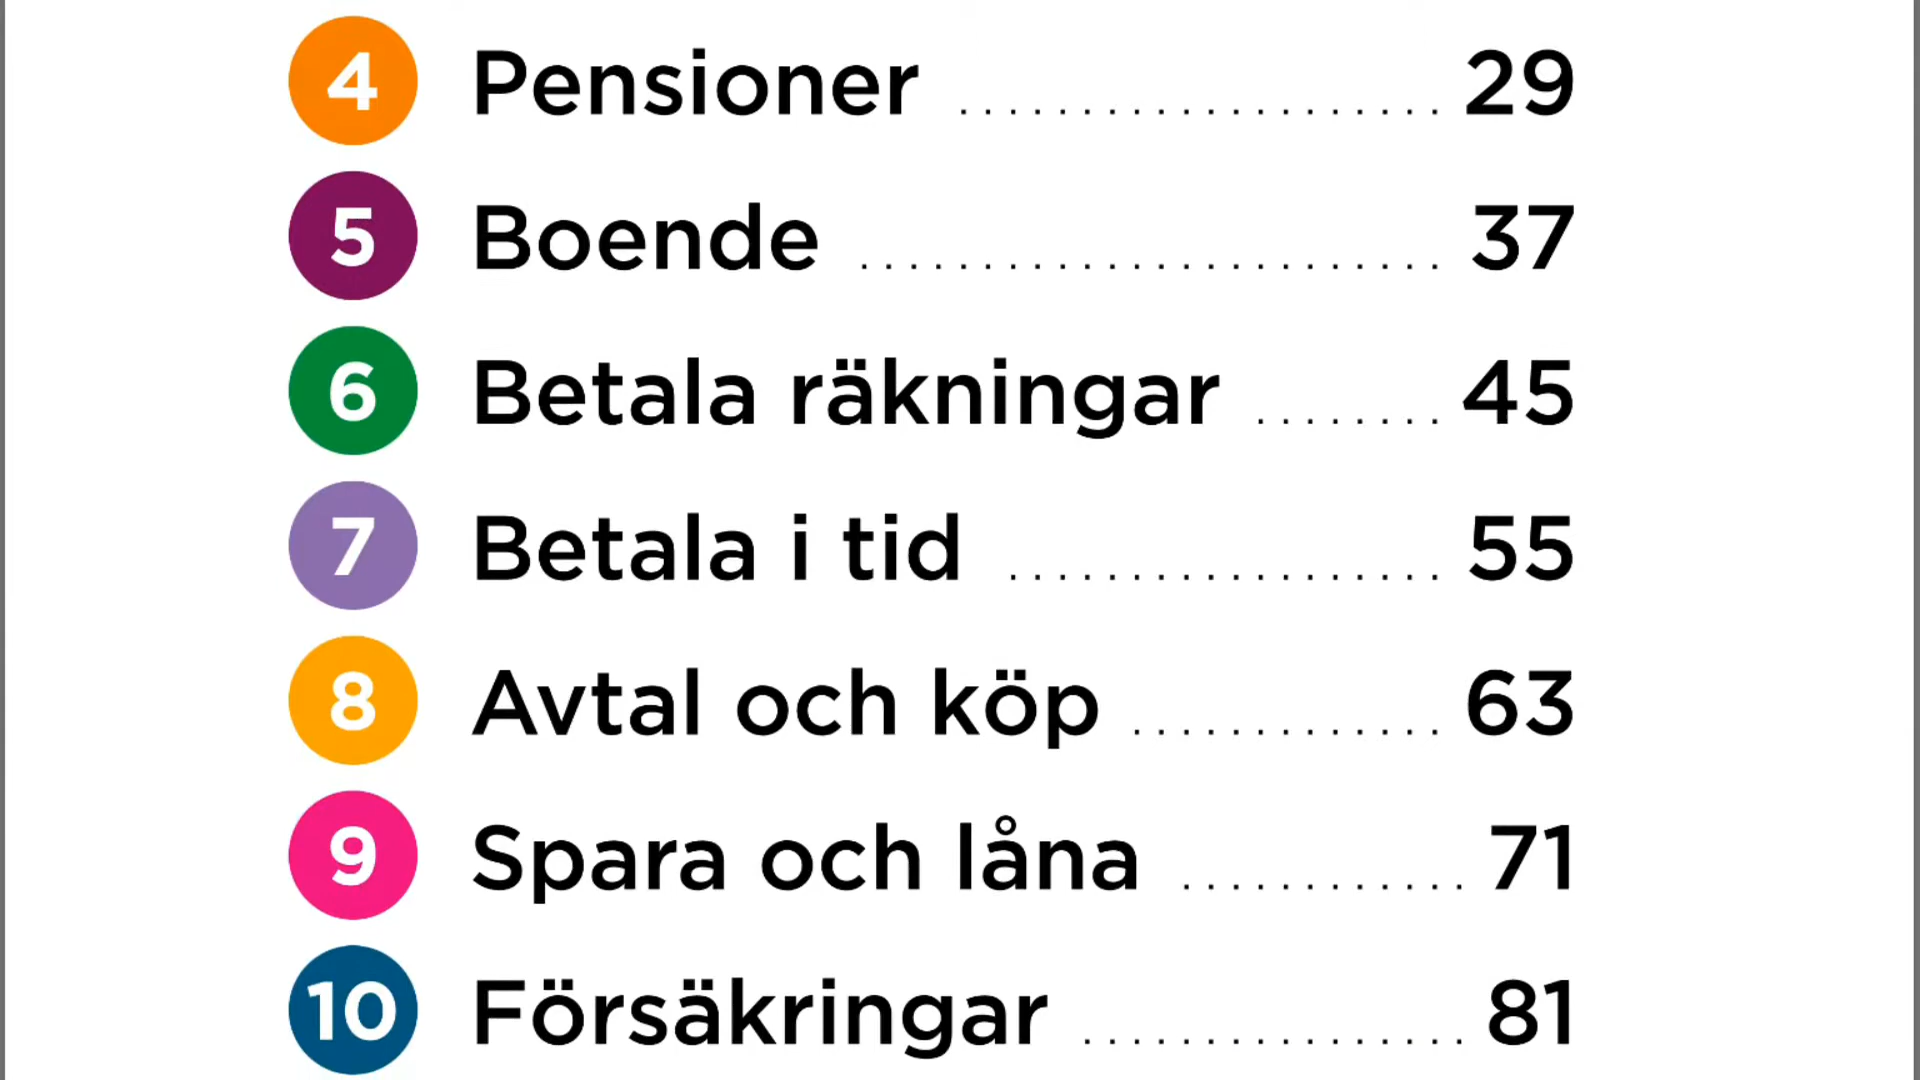 4 Pensioner .................... 29
5 Boende ........................ 37
6 Betala räkningar ........ 45
7 Betala i tid .................. 55
8 Avtal och köp ............. 63
9 Spara och låna ............ 71
10 Försäkringar ................ 81